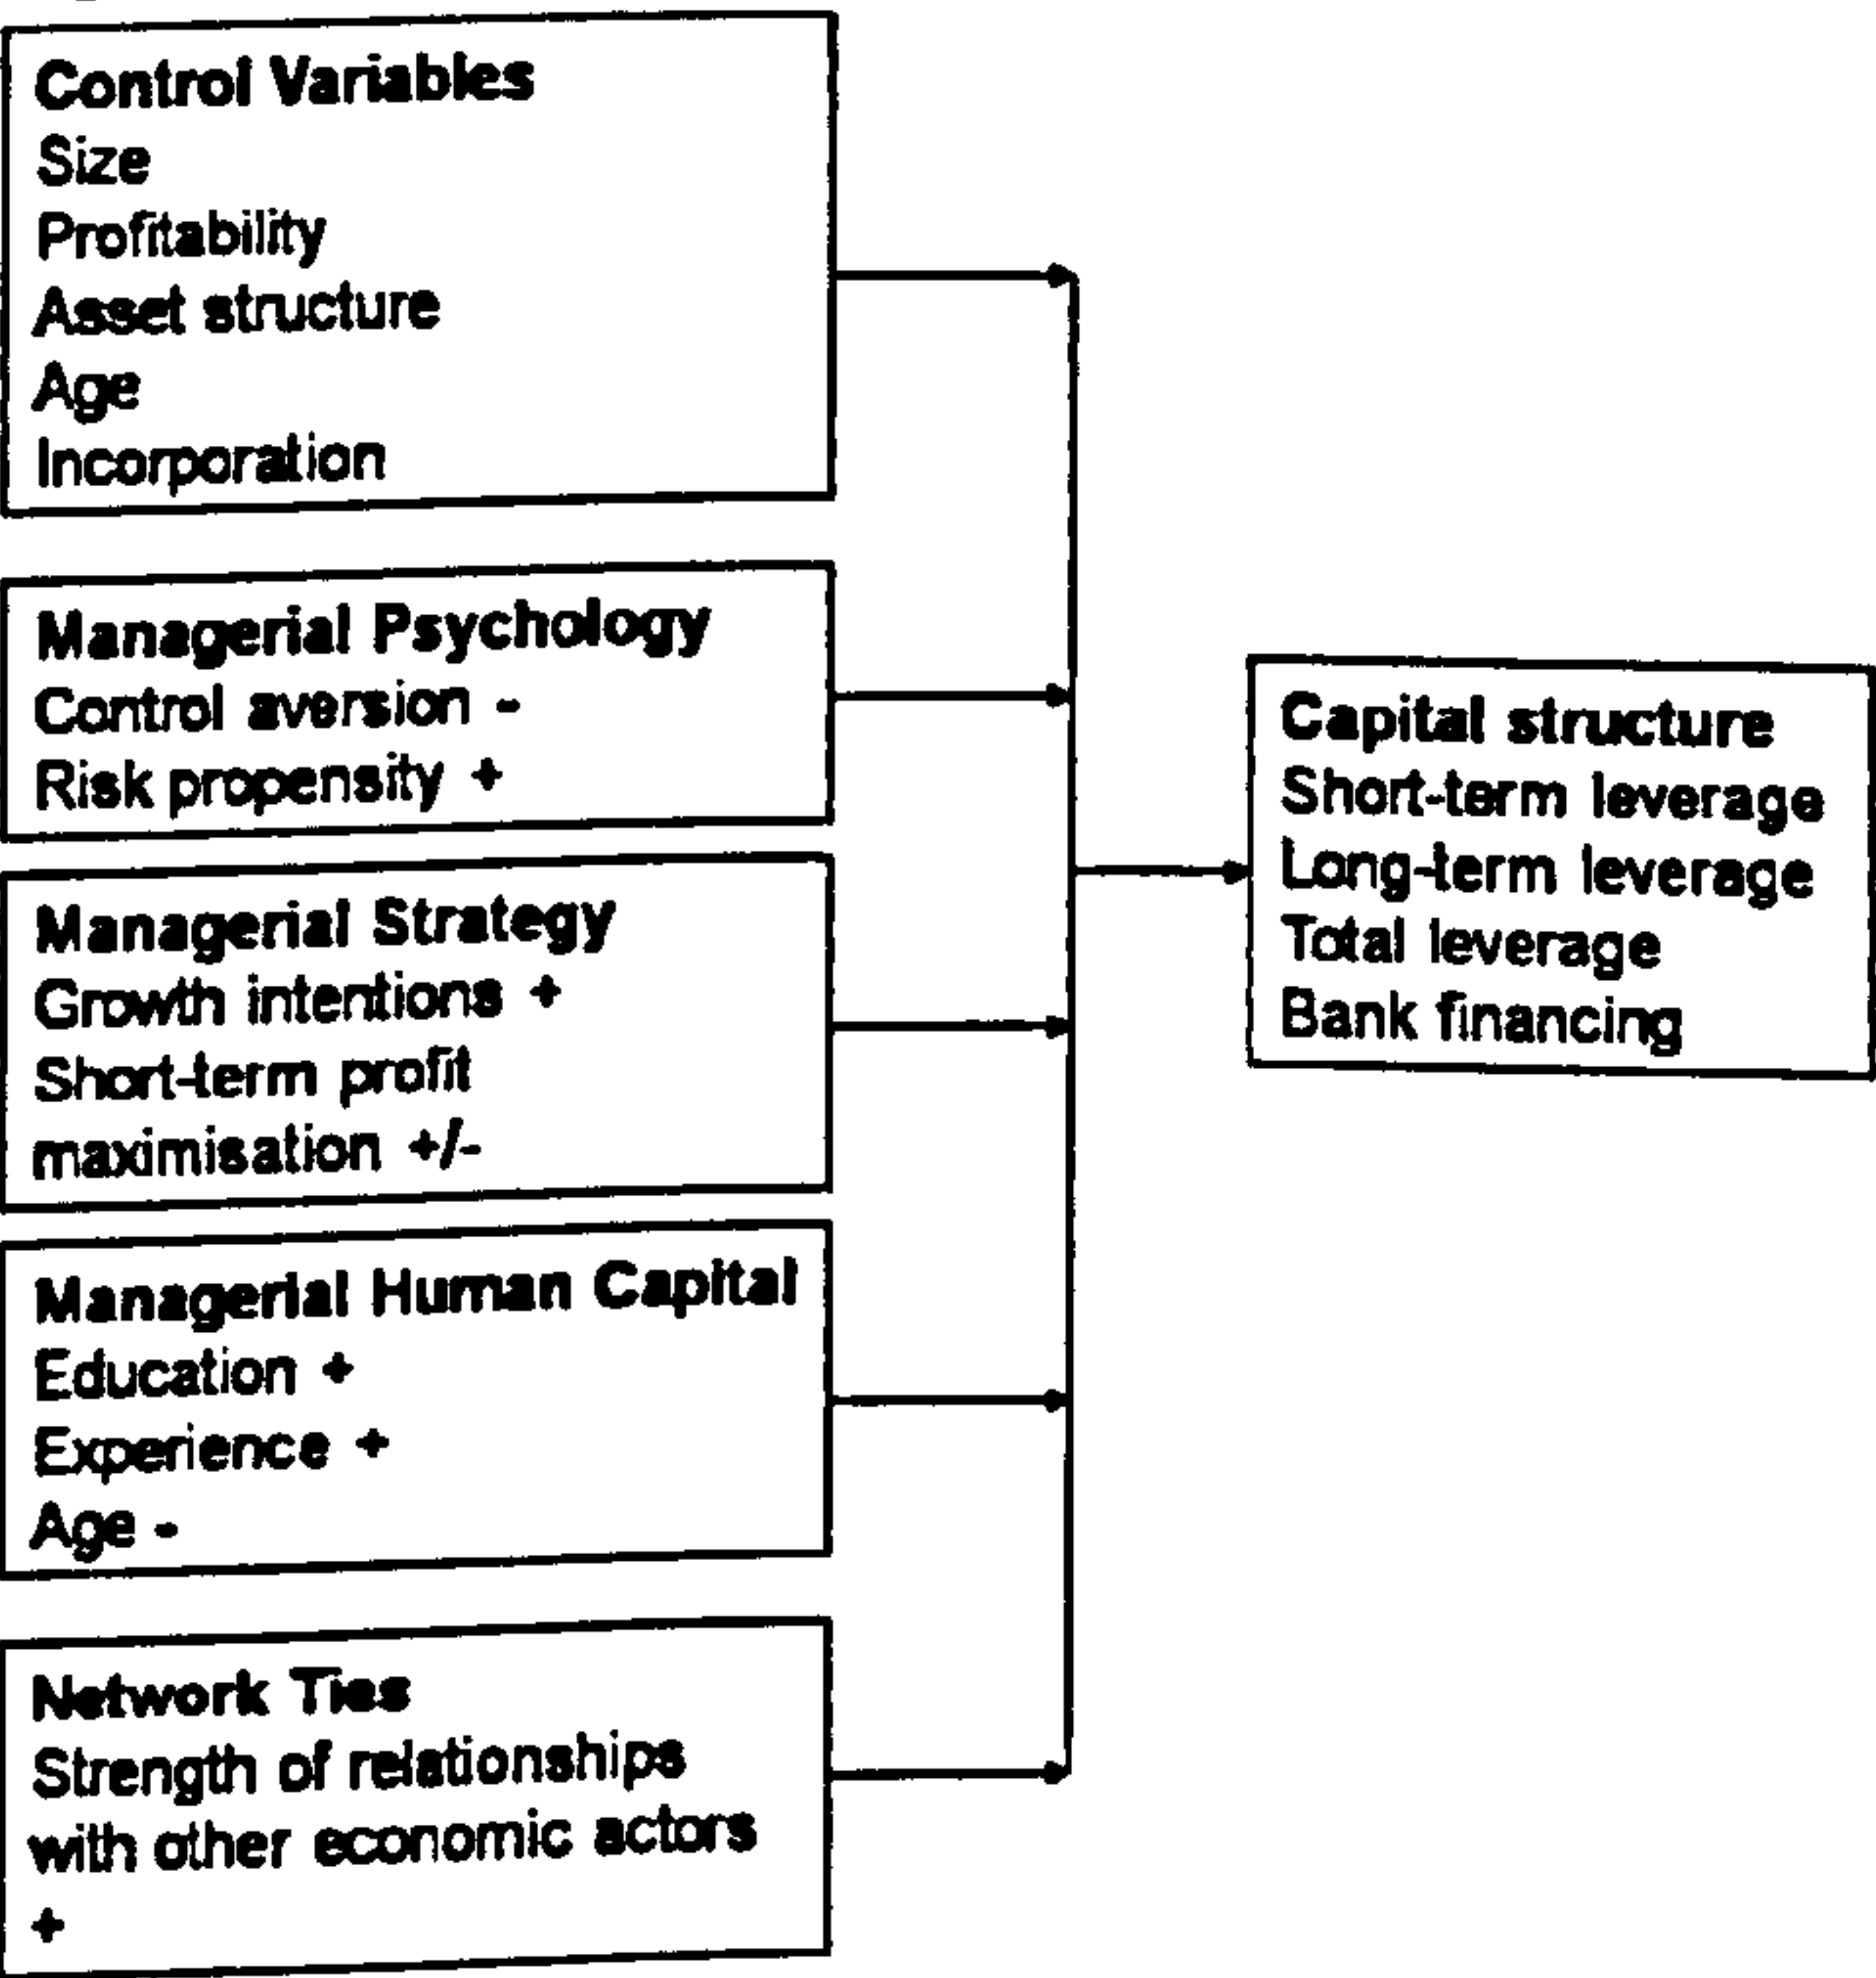 Control Variables
Size
Profitability
Asset structure
Age
Incorporation
Managerial Psychology
Control aversion -
Risk propensity +
Managerial Strategy
Growth intentions +
Short-term profit
maximisation +/-
Managerial Human Capital
Education +
Experience +
Age -
Network Ties
Strength of relationships
with other economic actors
+
Capital structure
Short-term leverage
Long-term leverage
Total leverage
Bank financing